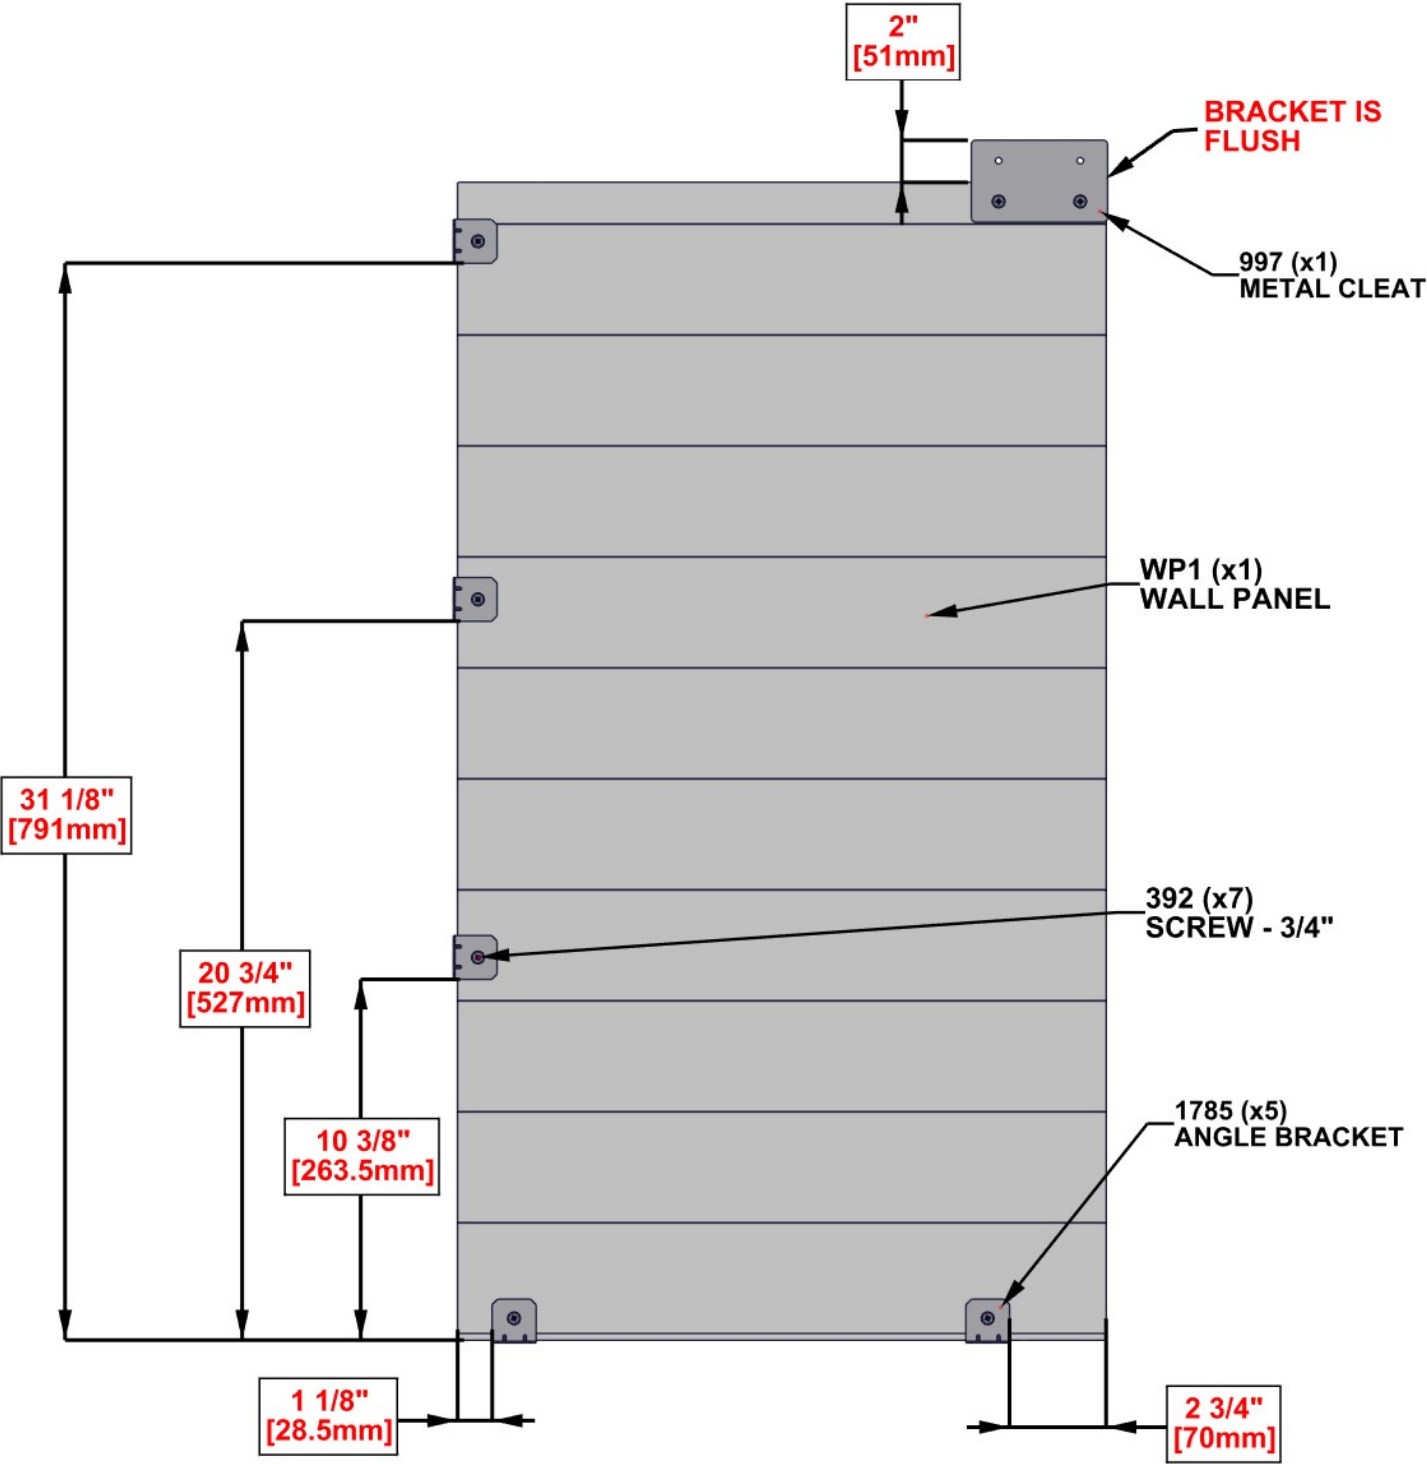 2"
[51mm]
BRACKET IS
FLUSH
997 (x1)
METAL CLEAT
WP1 (x1)
WALL PANEL
31 1/8"
[791mm]
392 (x7)
SCREW - 3/4"
20 3/4"
[527mm]
10 3/8"
[263.5mm]
1785 (x5)
ANGLE BRACKET
1 1/8"
[28.5mm]
2 3/4"
[70mm]